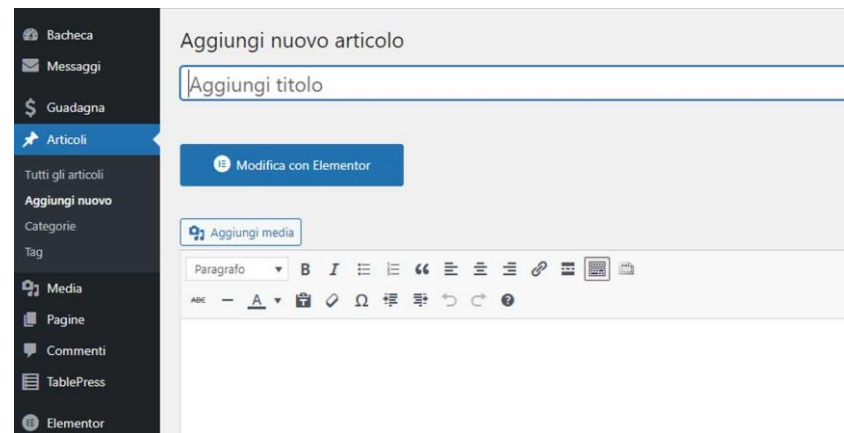 Bacheca
Messaggi
Guadagna
Articoli
Tutti gli articoli
Aggiungi nuovo
Categorie
Tag
Media
Pagine
Commenti
TablePress
Elementor
Aggiungi nuovo articolo
Aggiungi titolo
Modifica con Elementor
Aggiungi media
Paragrafo B I
ABC A Ω